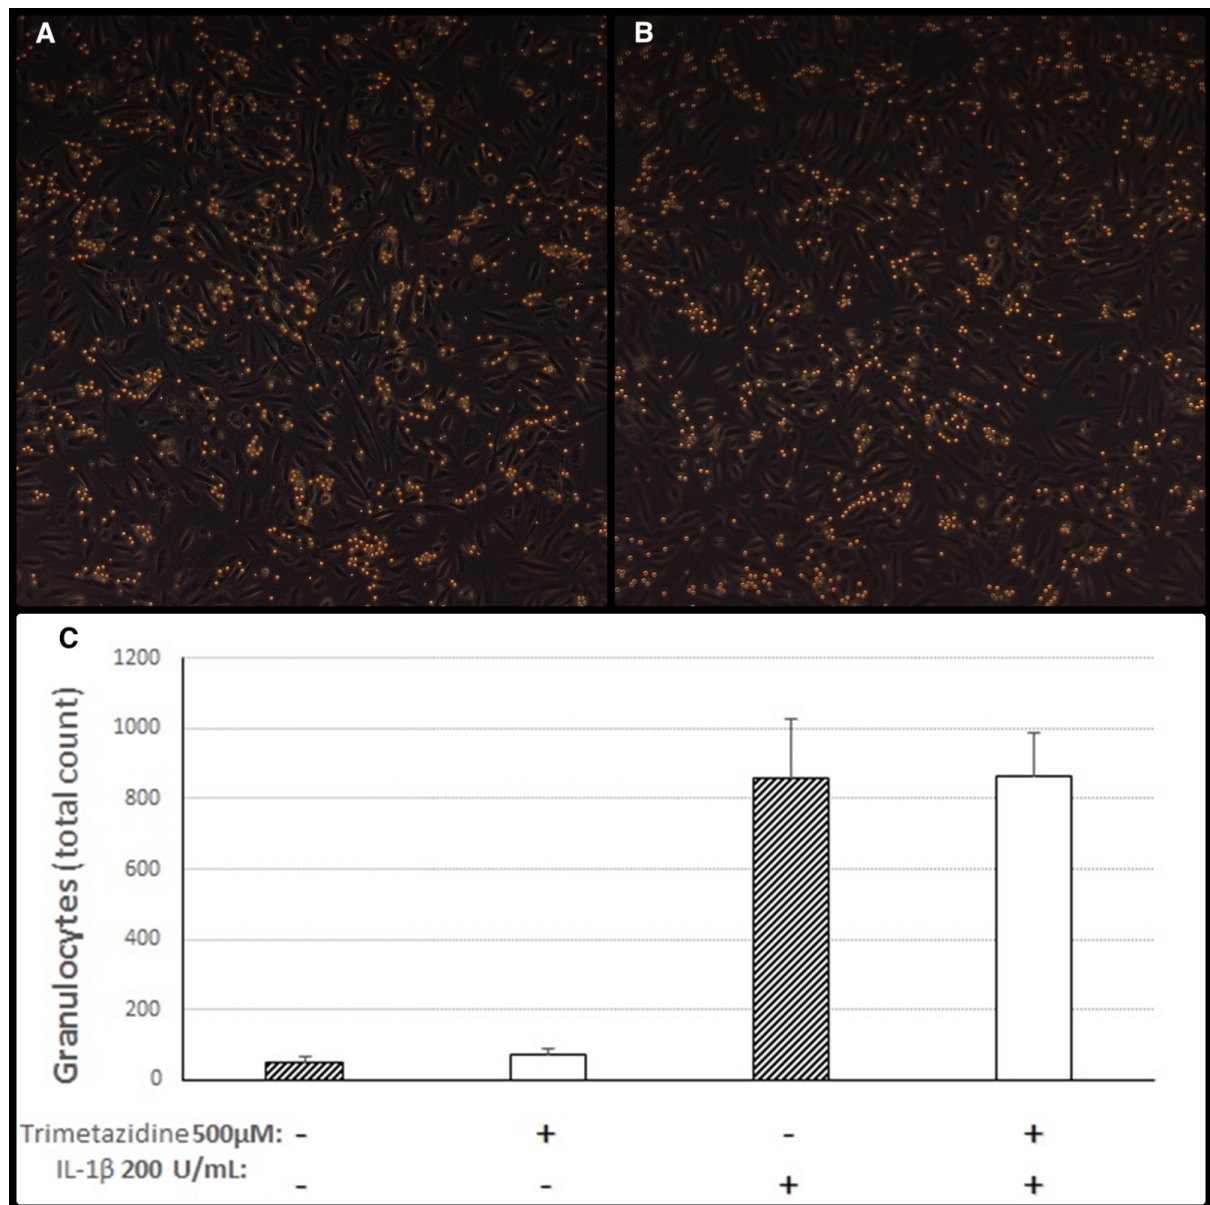 A
B
C
1200
1000
800
600
400
200
0
Granulocytes (total count)
Trimetazidine 500µM: - + - +
IL-1β 200 U/mL:
- - + +